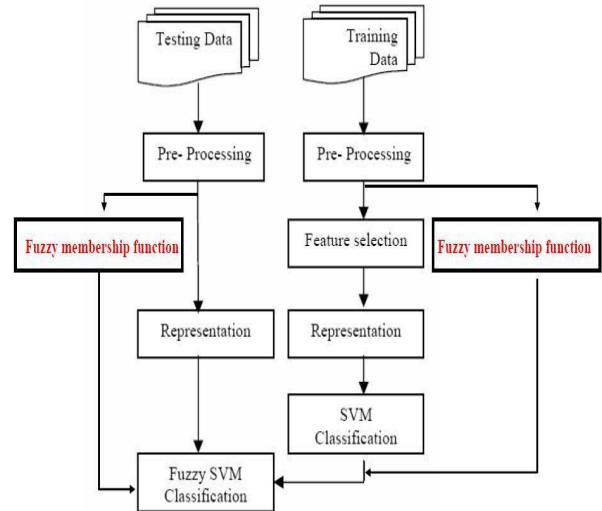 Testing Data
Training
Data
Pre- Processing
Pre- Processing
Fuzzy membership function
Feature selection
Fuzzy membership function
Representation
Representation
SVM
Classification
Fuzzy SVM
Classification